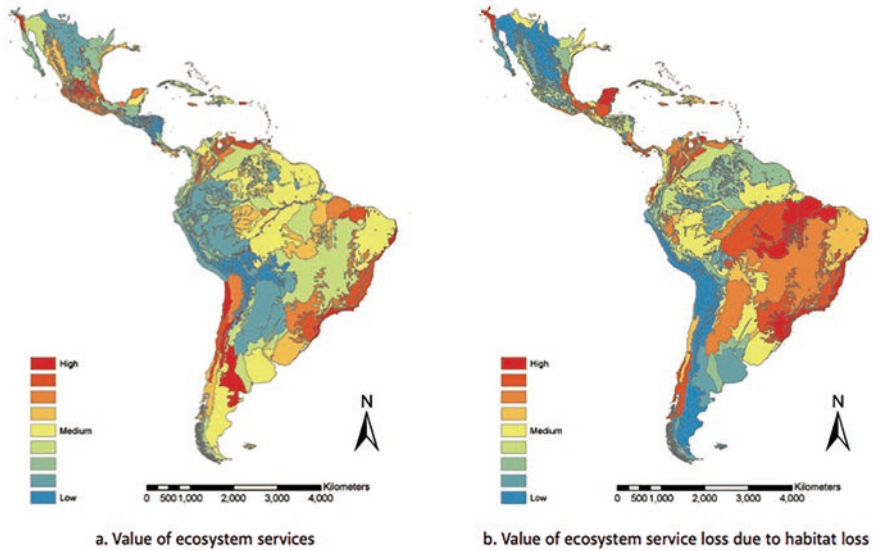 High
Medium
Low
N
Kilometers
0 500 1,000 2,000 3,000 4,000
a. Value of ecosystem services
High
Medium
Low
N
Kilometers
0 500 1,000 2,000 3,000 4,000
b. Value of ecosystem service loss due to habitat loss